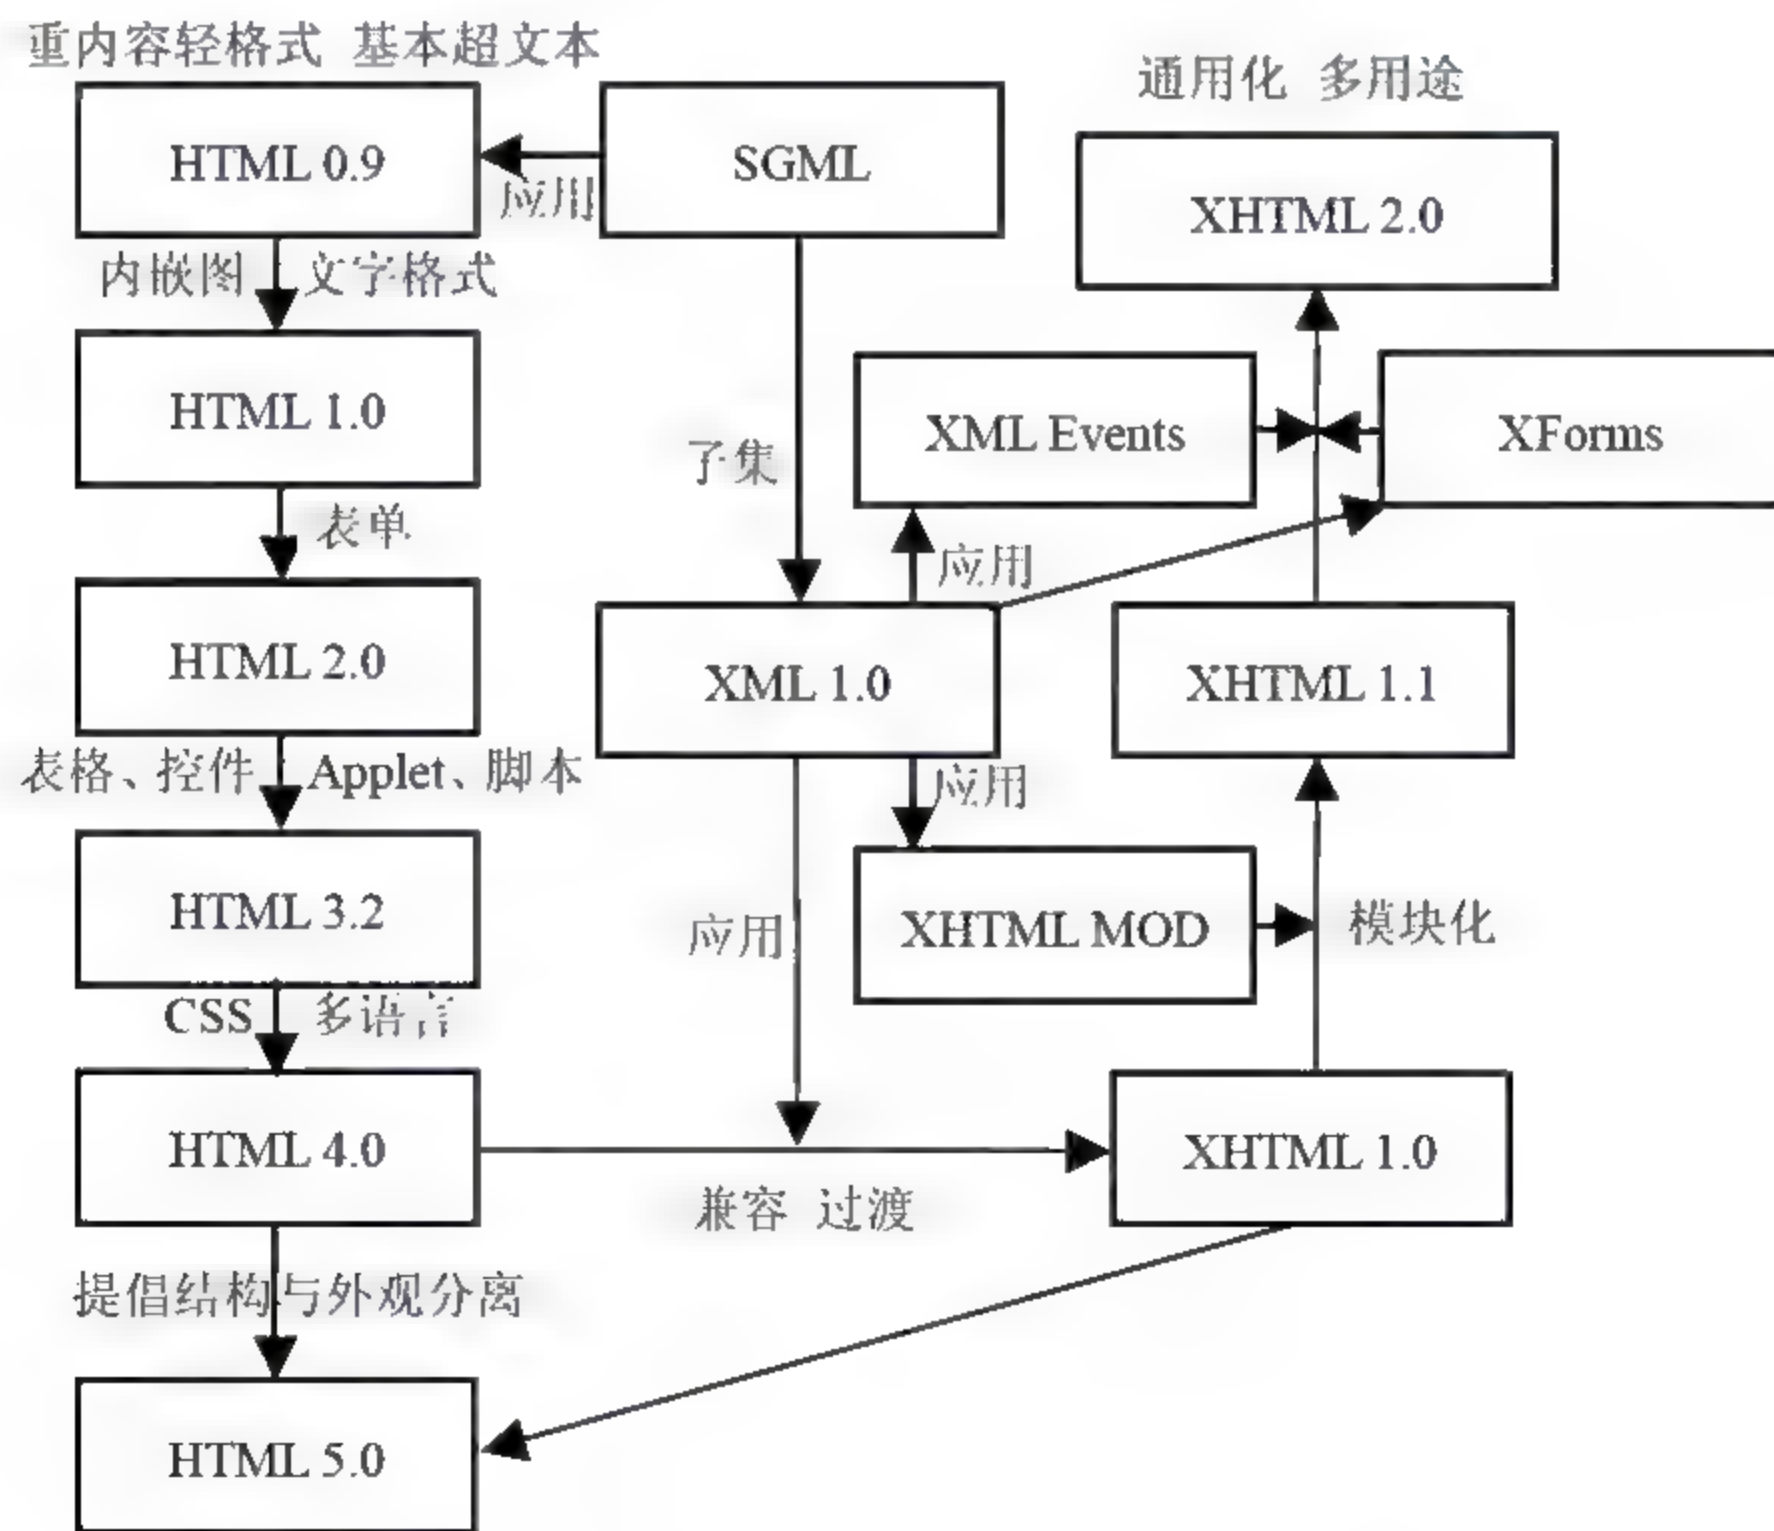 重内容轻格式 基本超文本
通用化 多用途
HTML 0.9
SGML
XHTML 2.0
应用
内嵌图 文字格式
HTML 1.0
XML Events
XForms
子集
表单
应用
HTML 2.0
XML 1.0
XHTML 1.1
表格、控件 Applet、脚本
应用
HTML 3.2
应用
XHTML MOD
模块化
CSS 多语言
HTML 4.0
XHTML 1.0
兼容 过渡
提倡结构与外观分离
HTML 5.0